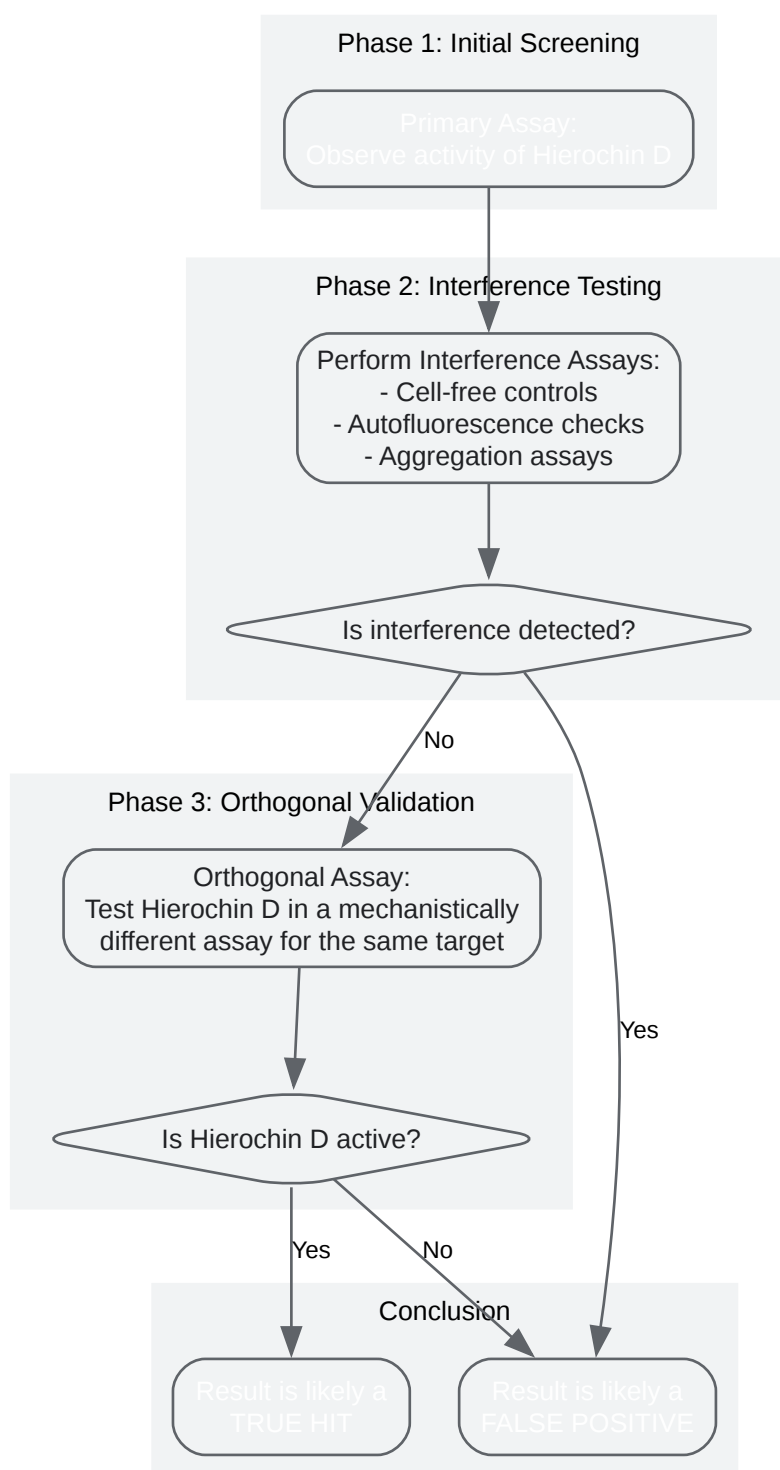 Phase 1: Initial Screening
Primary Assay:
Observe activity of Hierochin D
Phase 2: Interference Testing
Perform Interference Assays:
- Cell-free controls
- Autofluorescence checks
- Aggregation assays
Is interference detected?
No
Phase 3: Orthogonal Validation
Orthogonal Assay:
Test Hierochin D in a mechanistically
different assay for the same target
Yes
Is Hierochin D active?
Yes
No
Conclusion
Result is likely a
TRUE HIT
Result is likely a
FALSE POSITIVE